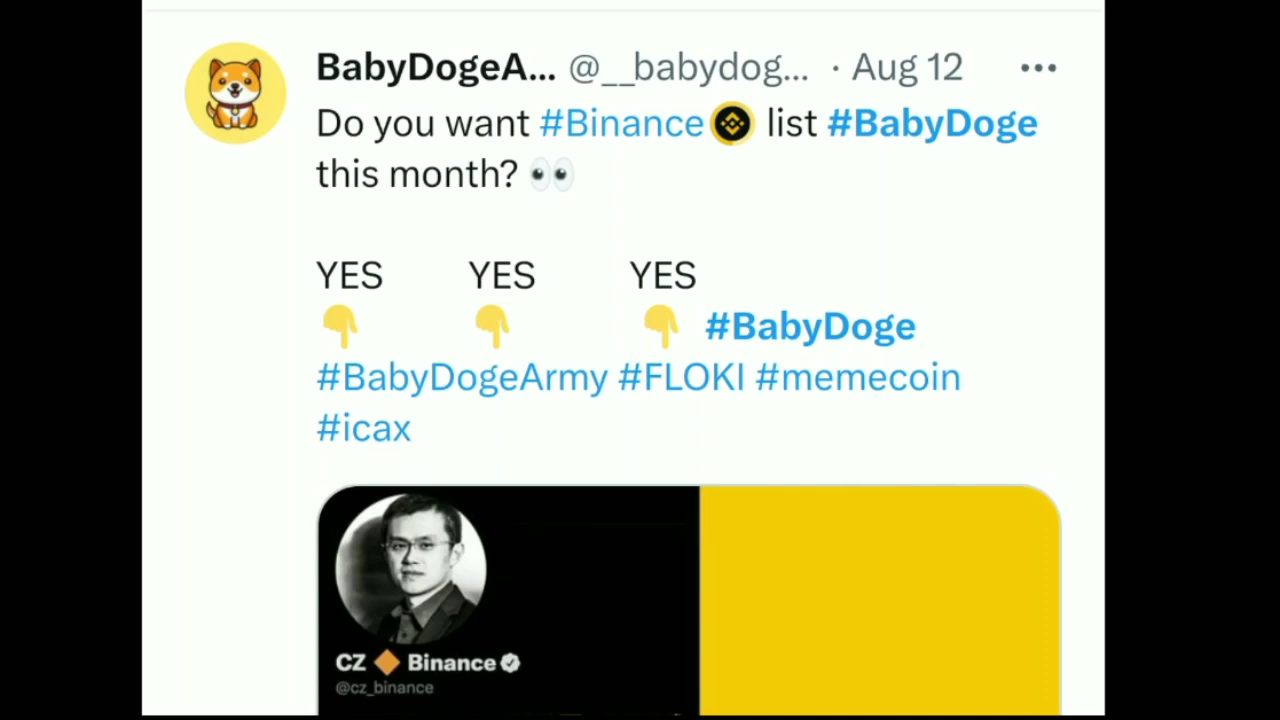 BabyDogeA... @__babydog... · Aug 12
Do you want #Binance list #BabyDoge
this month? 👀
YES YES YES
👇 👇 👇 #BabyDoge
#BabyDogeArmy #FLOKI #memecoin
#icax
CZ 🔶 Binance
@cz_binance